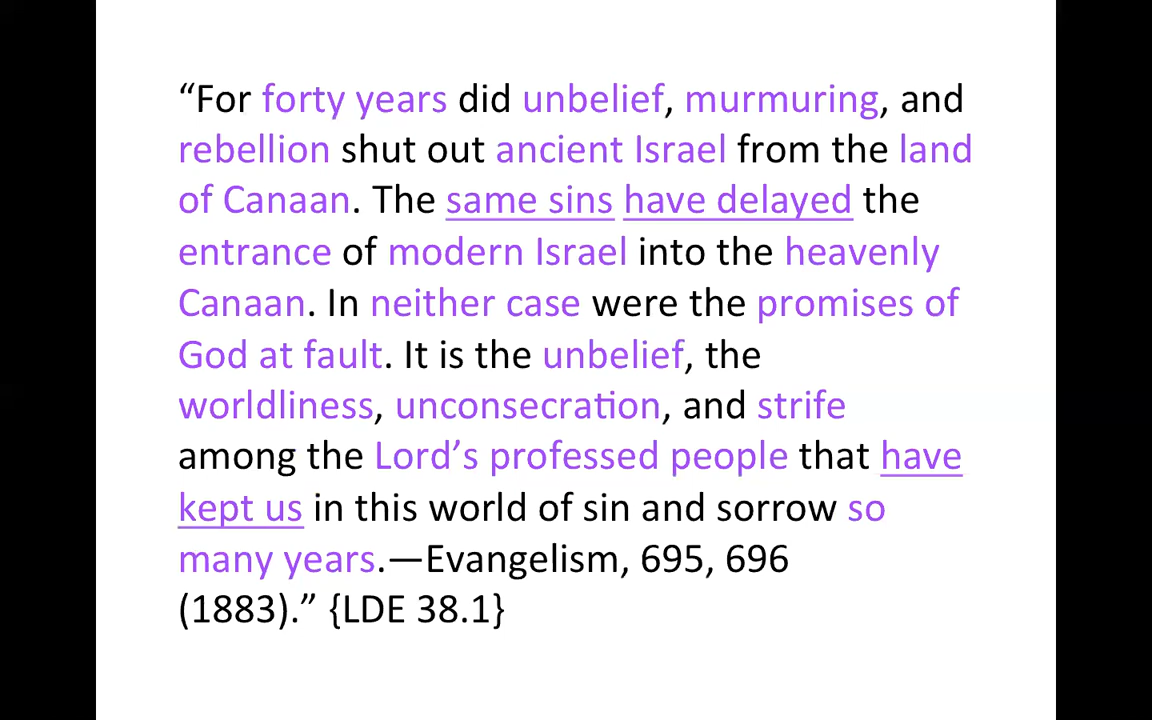 “For forty years did unbelief, murmuring, and
rebellion shut out ancient Israel from the land
of Canaan. The same sins have delayed the
entrance of modern Israel into the heavenly
Canaan. In neither case were the promises of
God at fault. It is the unbelief, the
worldliness, unconsecration, and strife
among the Lord’s professed people that have
kept us in this world of sin and sorrow so
many years.—Evangelism, 695, 696
(1883).” {LDE 38.1}